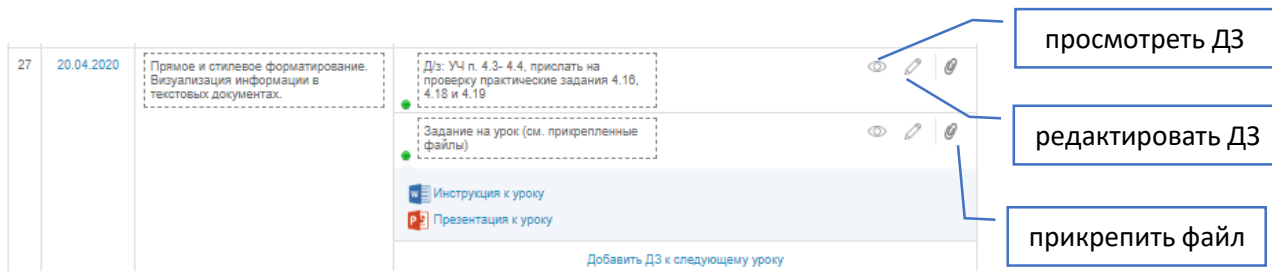 просмотреть ДЗ
27
20.04.2020
Прямое и стилевое форматирование.
Визуализация информации в
текстовых документах.
Д/з: УЧ п. 4.3- 4.4, прислать на
проверку практические задания 4.16,
4.18 и 4.19
редактировать ДЗ
Задание на урок (см. прикрепленные
файлы)
Инструкция к уроку
Презентация к уроку
прикрепить файл
Добавить ДЗ к следующему уроку